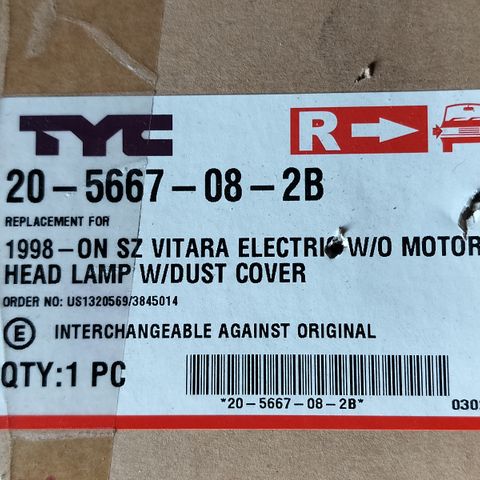 TYC
R
20-5667-08-2B
REPLACEMENT FOR
1998-ON SZ VITARA ELECTRIC W/O MOTOR
HEAD LAMP W/DUST COVER
ORDER NO: US1320569/3845014
E INTERCHANGEABLE AGAINST ORIGINAL
QTY:1 PC
*20-5667-08-2B*